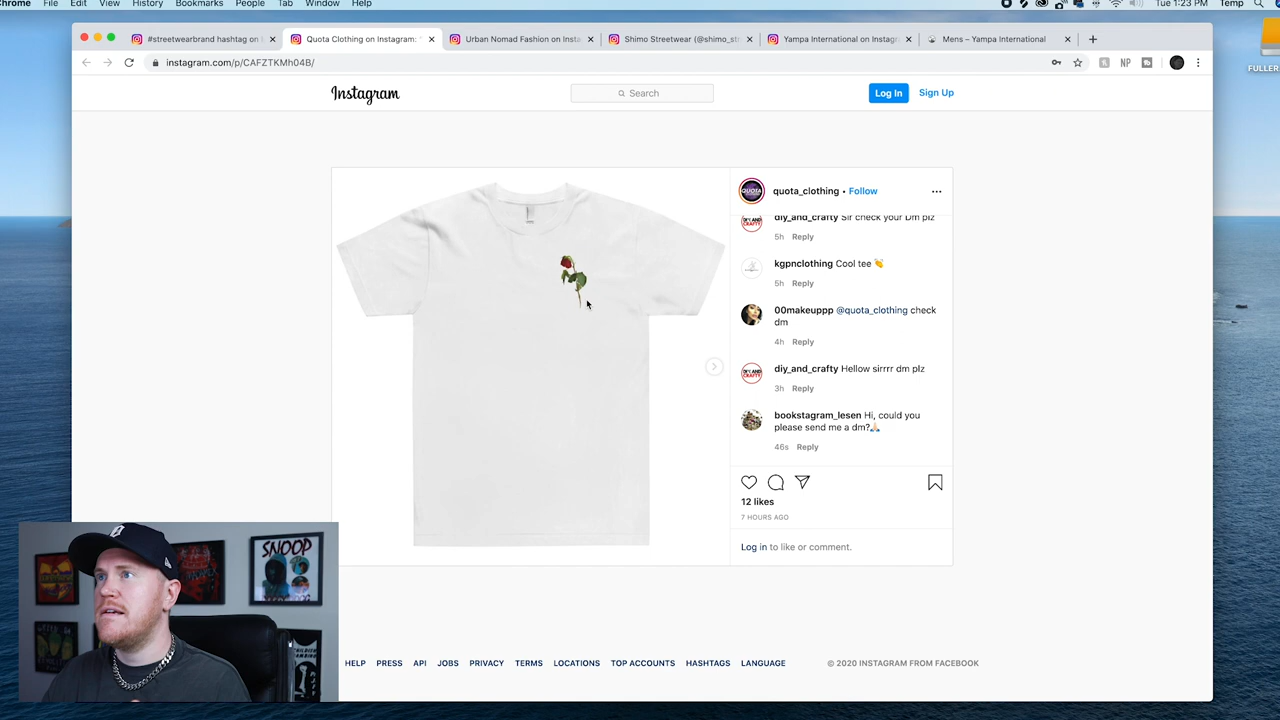 Chrome File Edit View History Bookmarks People Tab Window Help
Tue 1:23 PM Temp
#streetwearbrand hashtag on I
Quota Clothing on Instagram: "
Urban Nomad Fashion on Insta
Shimo Streetwear (@shimo_str
Yampa International on Instagr
Mens – Yampa International
instagram.com/p/CAFZTKMh04B/
NP
FULLER
Instagram
Search
Log In
Sign Up
quota_clothing • Follow
diy_and_crafty Sir check your Dm plz
5h Reply
kgpnclothing Cool tee 👏
5h Reply
00makeuppp @quota_clothing check
dm
4h Reply
diy_and_crafty Hellow sirrrr dm plz
3h Reply
bookstagram_lesen Hi, could you
please send me a dm?🙏🏻
46s Reply
12 likes
7 HOURS AGO
Log in to like or comment.
SNOOP
HELP PRESS API JOBS PRIVACY TERMS LOCATIONS TOP ACCOUNTS HASHTAGS LANGUAGE
© 2020 INSTAGRAM FROM FACEBOOK